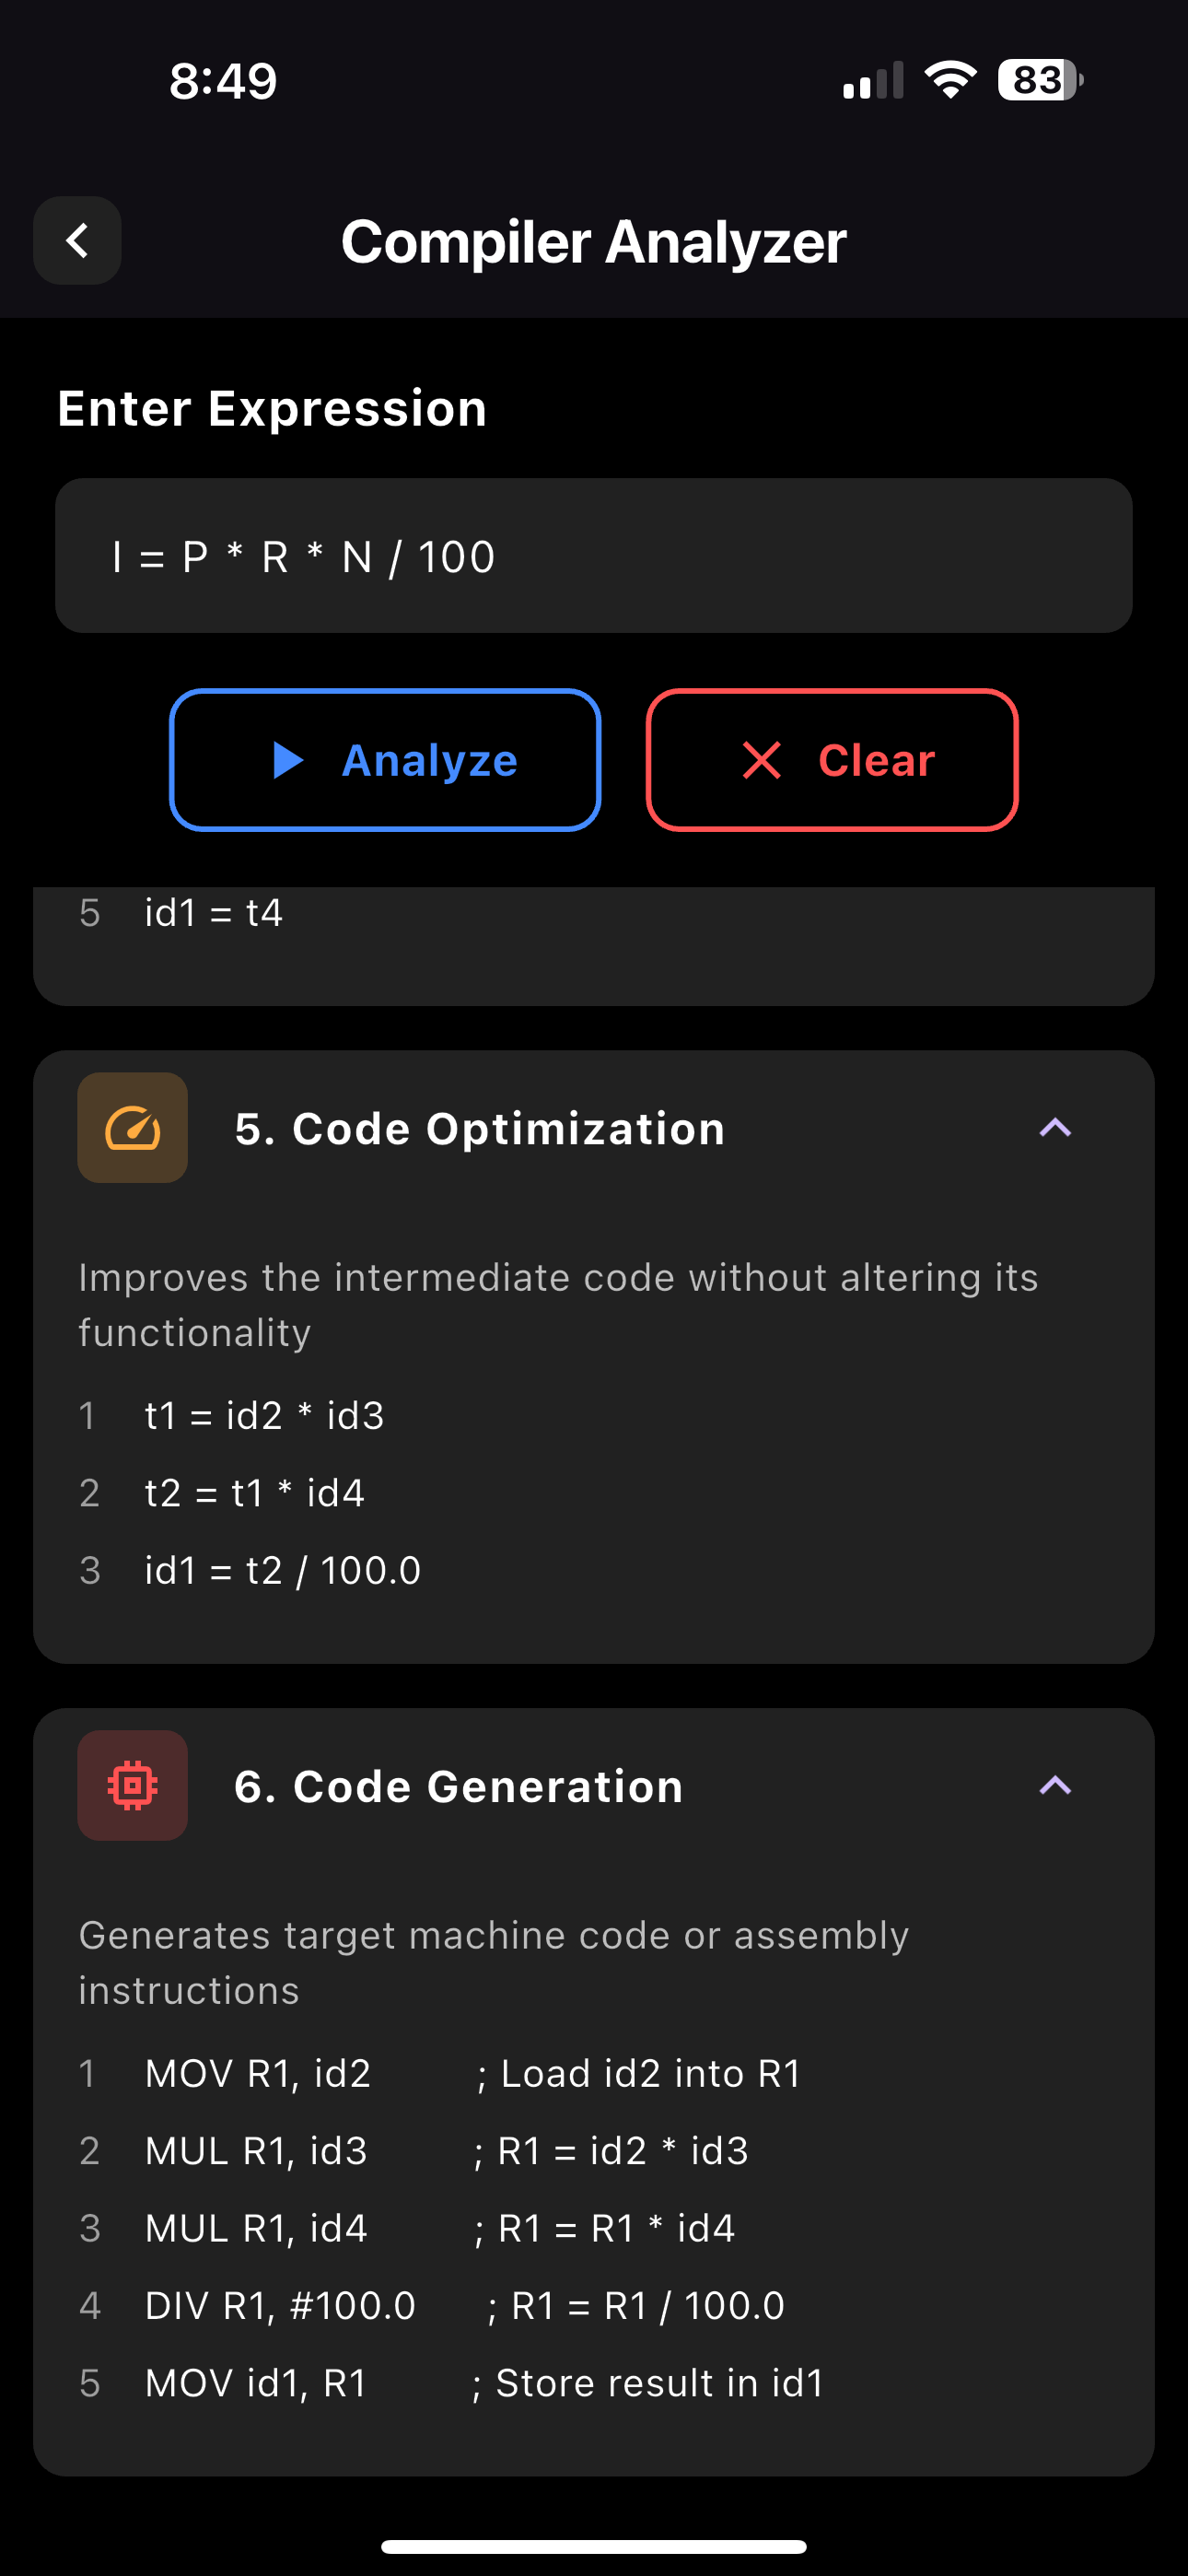 8:49
83
Compiler Analyzer
Enter Expression
I = P * R * N / 100
Analyze
Clear
5 id1 = t4
5. Code Optimization
Improves the intermediate code without altering its
functionality
1 t1 = id2 * id3
2 t2 = t1 * id4
3 id1 = t2 / 100.0
6. Code Generation
Generates target machine code or assembly
instructions
1 MOV R1, id2 ; Load id2 into R1
2 MUL R1, id3 ; R1 = id2 * id3
3 MUL R1, id4 ; R1 = R1 * id4
4 DIV R1, #100.0 ; R1 = R1 / 100.0
5 MOV id1, R1 ; Store result in id1